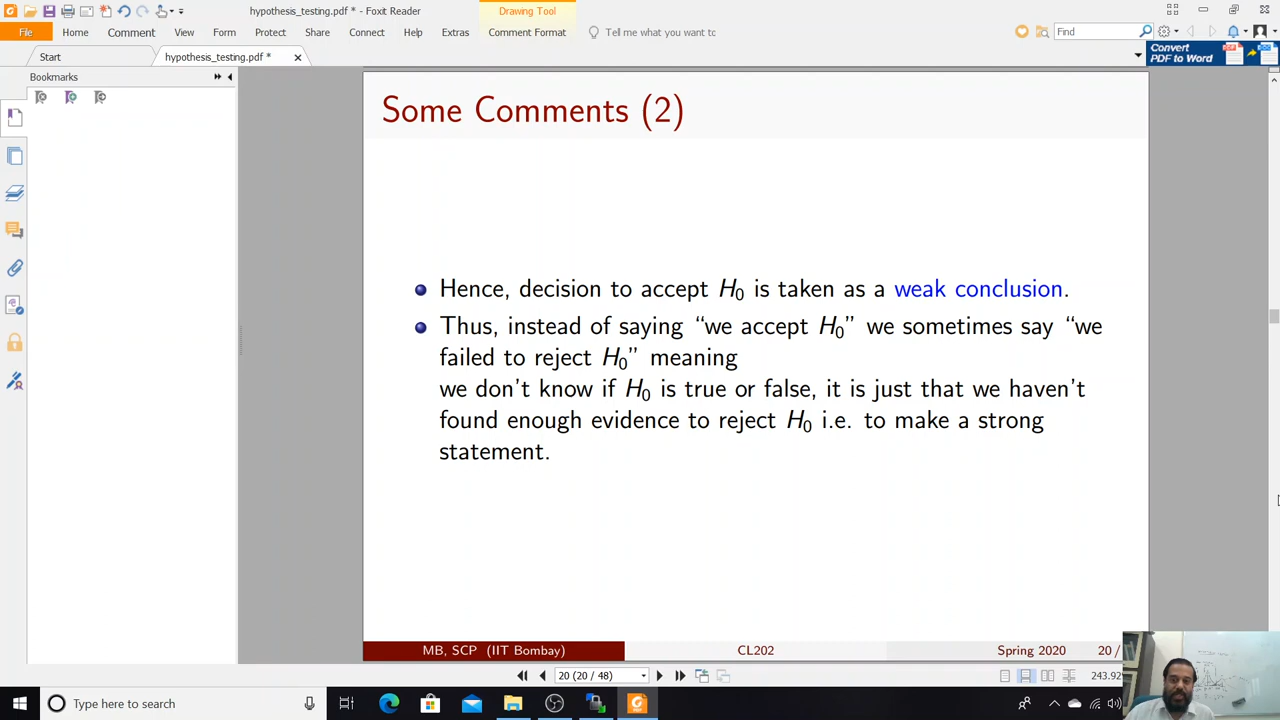 hypothesis_testing.pdf * - Foxit Reader
Drawing Tool
File Home Comment View Form Protect Share Connect Help Extras Comment Format Tell me what you want to Find
Start hypothesis_testing.pdf *
Convert
PDF to Word
Bookmarks
Some Comments (2)
Hence, decision to accept H0 is taken as a weak conclusion.
Thus, instead of saying “we accept H0” we sometimes say “we
failed to reject H0” meaning
we don't know if H0 is true or false, it is just that we haven't
found enough evidence to reject H0 i.e. to make a strong
statement.
MB, SCP (IIT Bombay) CL202 Spring 2020 20 /
20 (20 / 48) 243.92
Type here to search